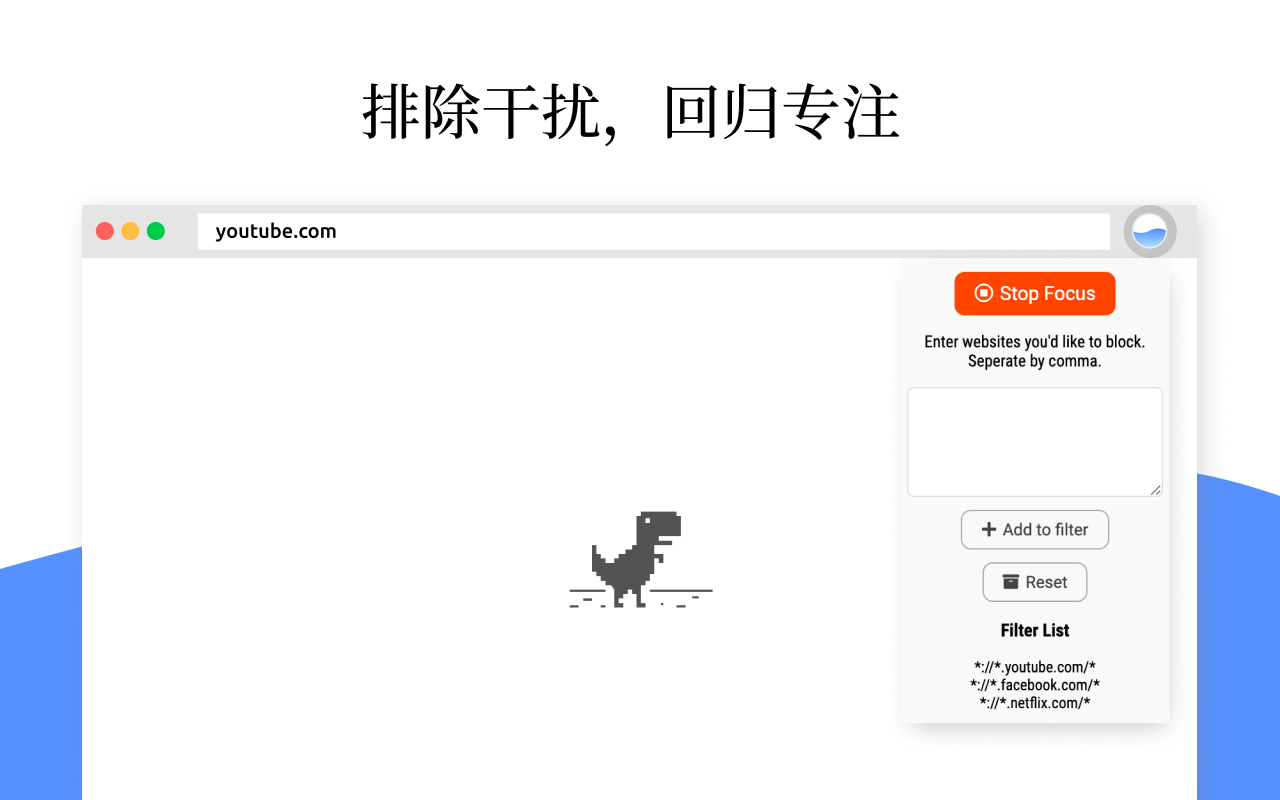 排除干扰，回归专注
youtube.com
Stop Focus
Enter websites you'd like to block.
Seperate by comma.
Add to filter
Reset
Filter List
*://*.youtube.com/*
*://*.facebook.com/*
*://*.netflix.com/*